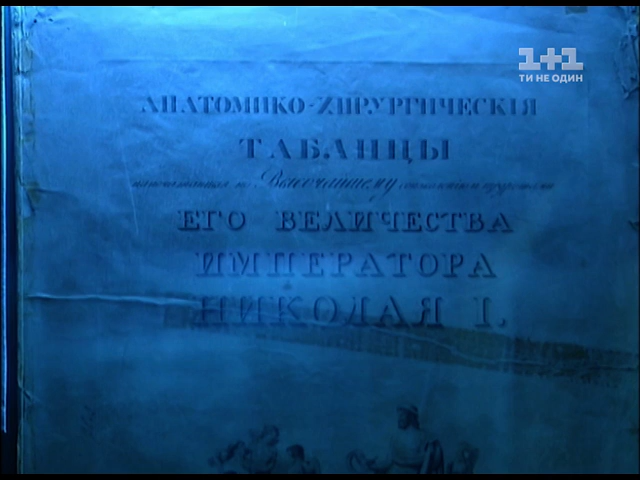 1+1
ТИ НЕ ОДИН
АНАТОМИКО-ХИРУРГИЧЕСКІЯ
ТАБЛИЦЫ
Высочайшему
ЕГО ВЕЛИЧЕСТВА
ИМПЕРАТОРА
НИКОЛАЯ I.